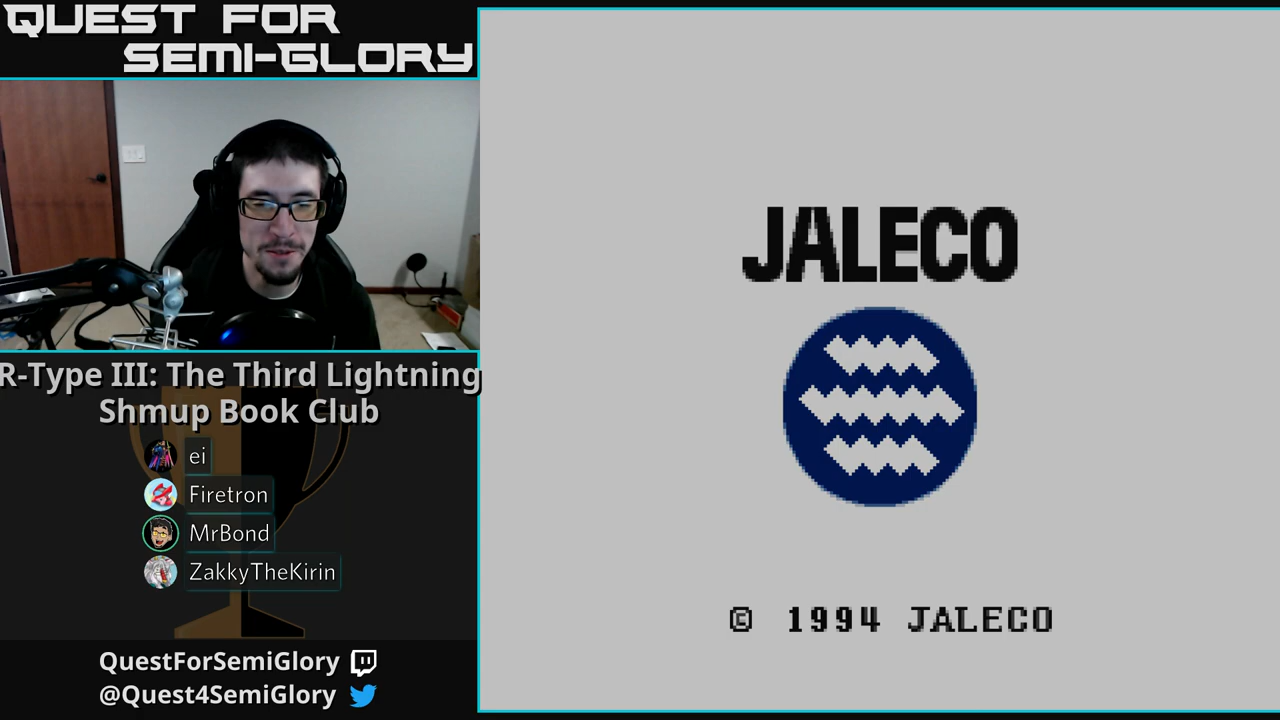 QUEST FOR
SEMI-GLORY
JALECO
© 1994 JALECO
R-Type III: The Third Lightning
Shmup Book Club
ei
Firetron
MrBond
ZakkyTheKirin
QuestForSemiGlory
@Quest4SemiGlory